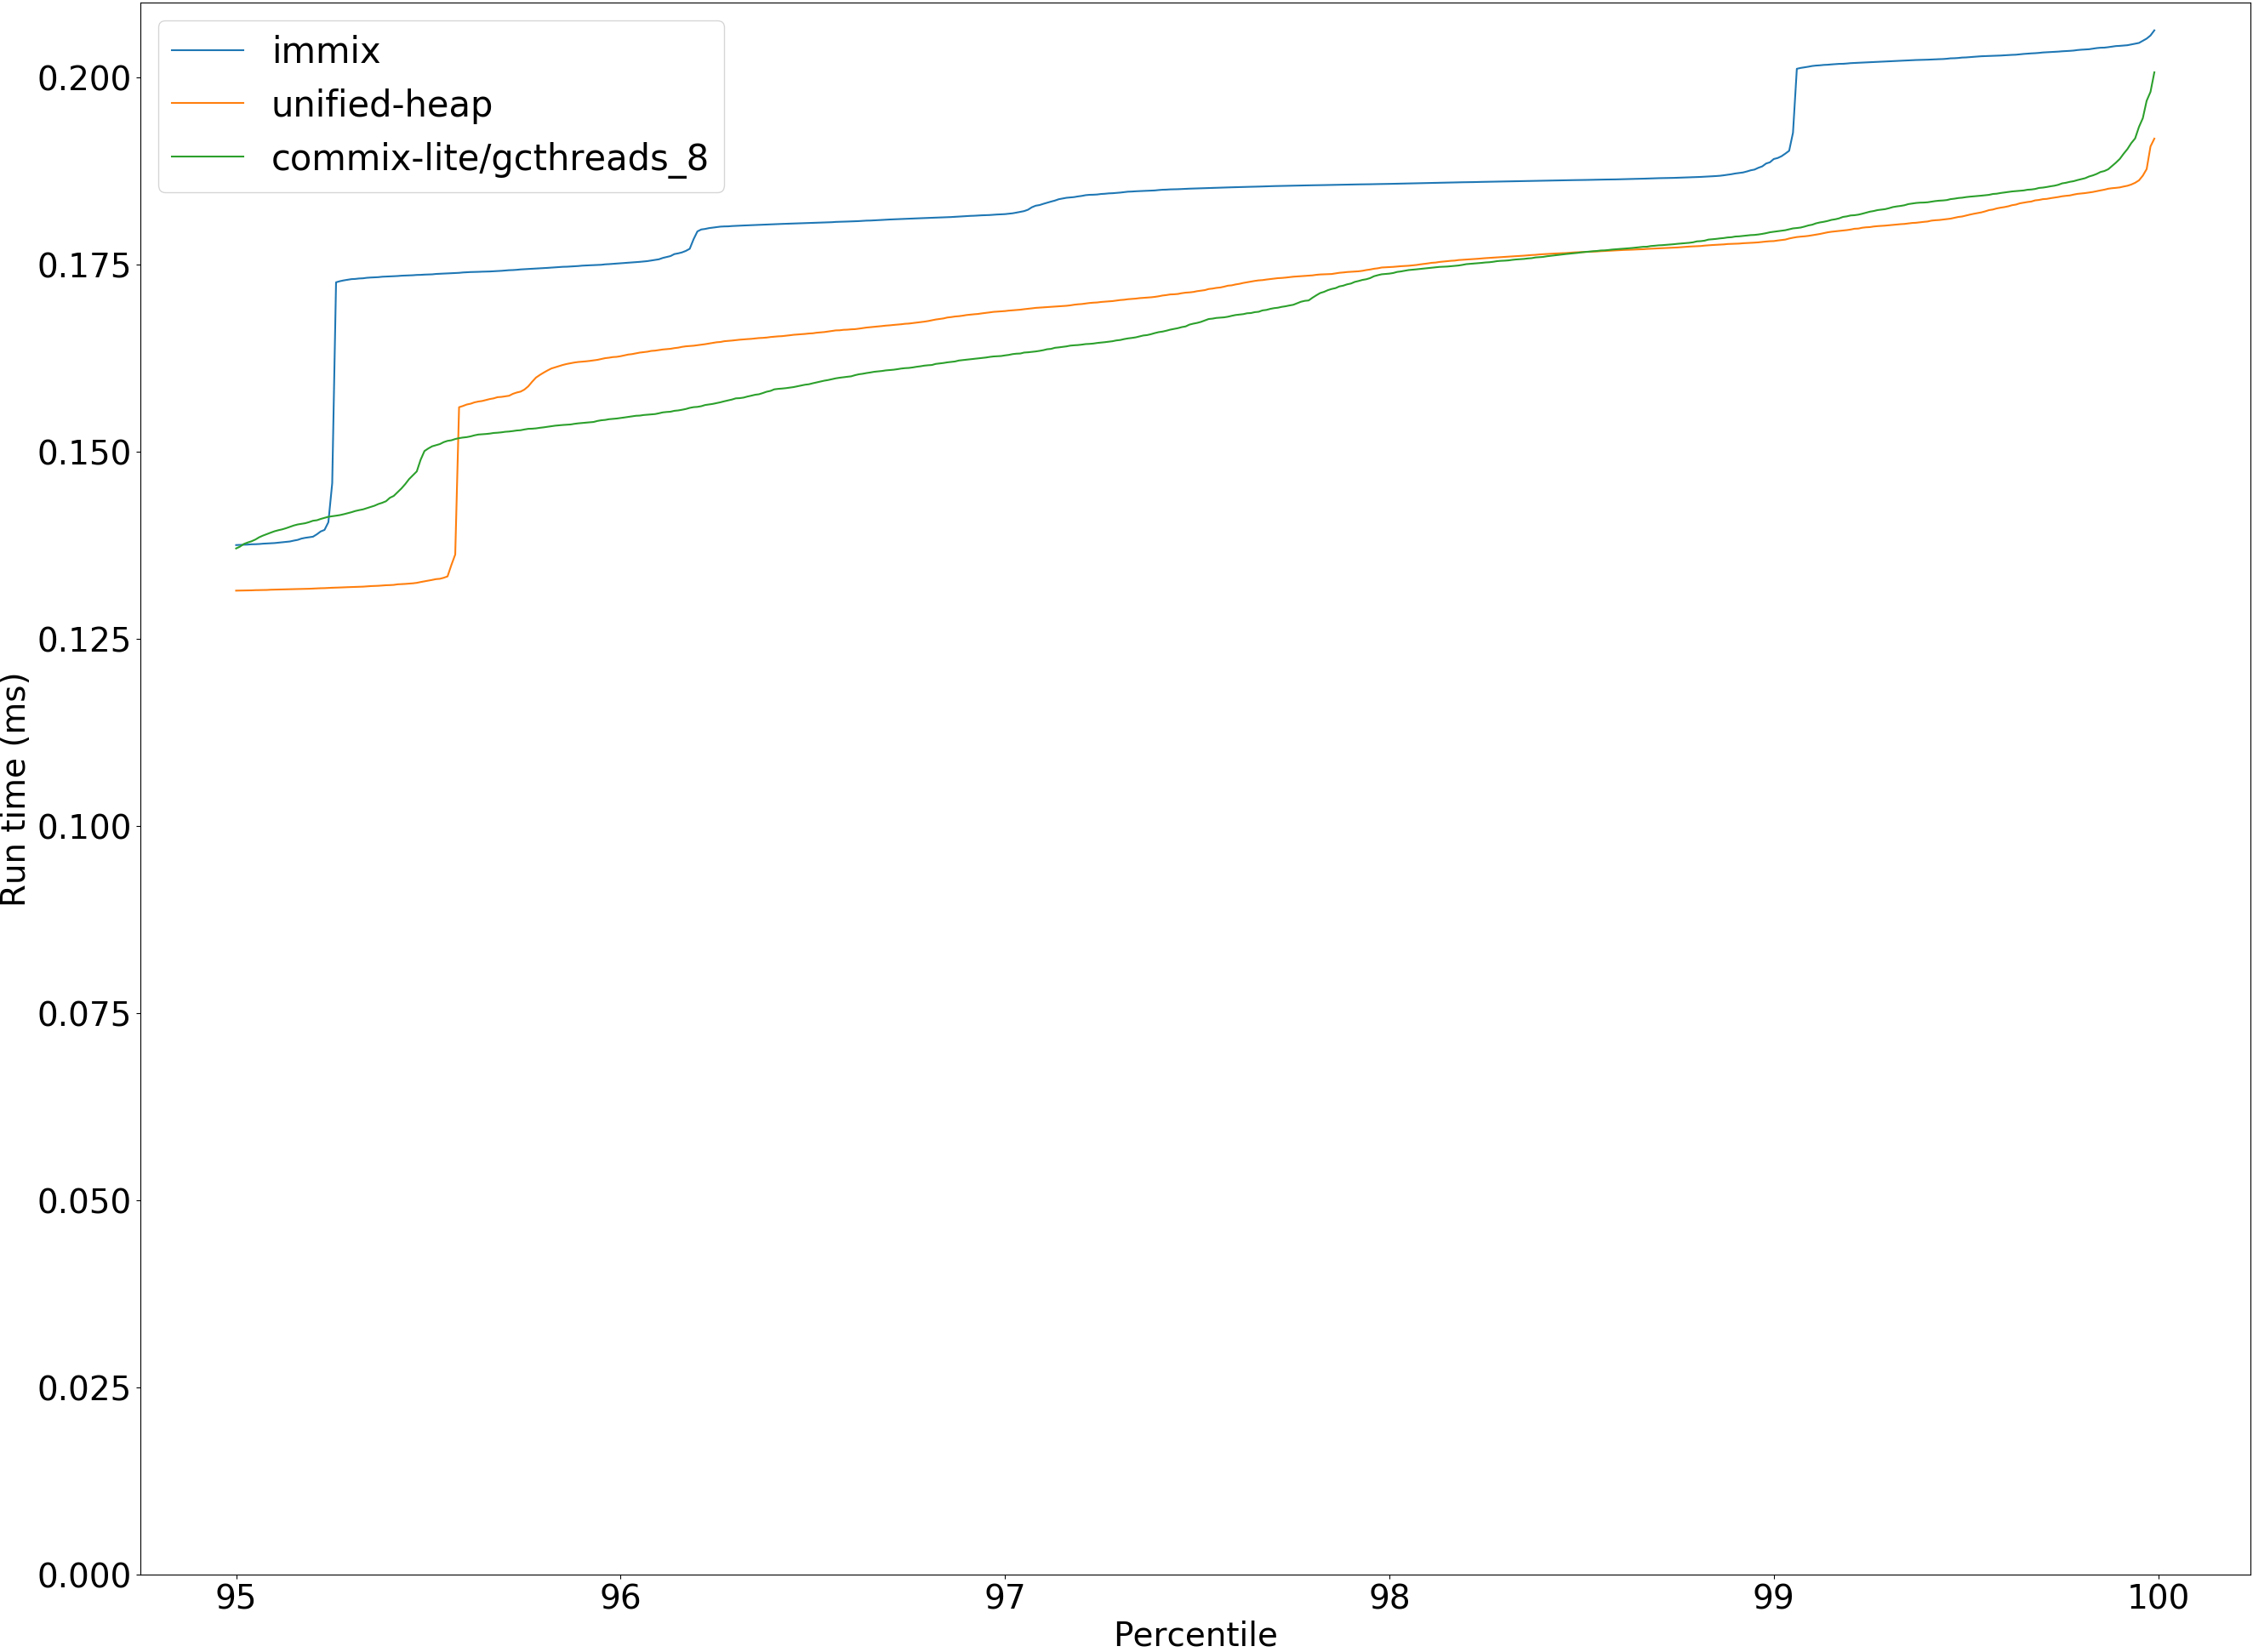 immix
unified-heap
commix-lite/gcthreads_8
0.200
0.175
0.150
0.125
0.100
0.075
0.050
0.025
0.000
Run time (ms)
95 96 97 98 99 100
Percentile